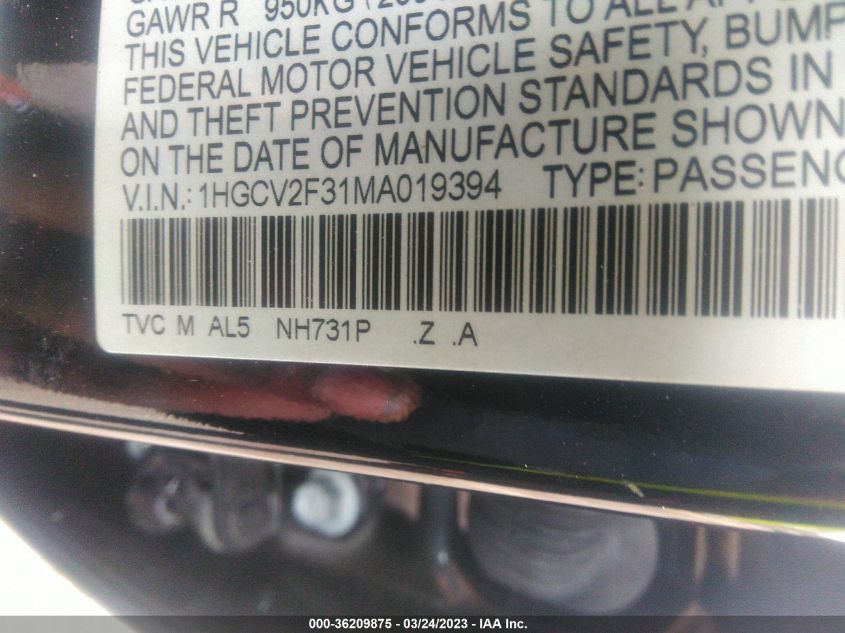 GAWR R 950KG
THIS VEHICLE CONFORMS TO ALL
FEDERAL MOTOR VEHICLE SAFETY, BUMP
AND THEFT PREVENTION STANDARDS IN
ON THE DATE OF MANUFACTURE SHOWN
V.I.N.: 1HGCV2F31MA019394 TYPE: PASSENG
TVC M AL5 NH731P .Z .A
000-36209875 - 03/24/2023 - IAA Inc.